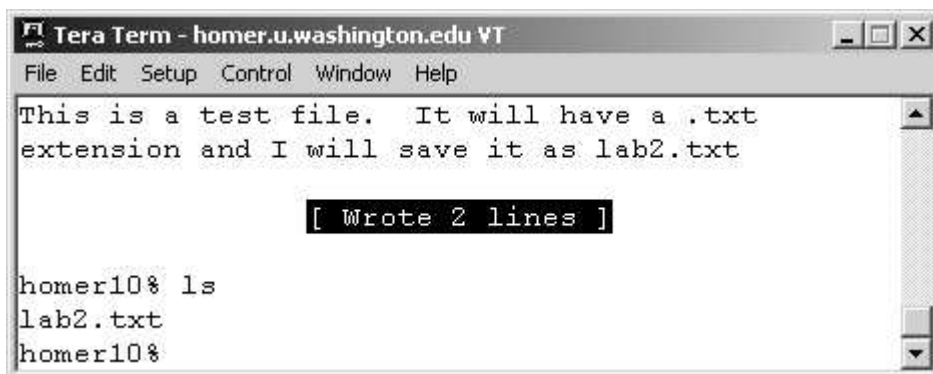 Tera Term - homer.u.washington.edu VT
File Edit Setup Control Window Help
This is a test file.  It will have a .txt
extension and I will save it as lab2.txt
[ Wrote 2 lines ]
homer10% ls
lab2.txt
homer10%